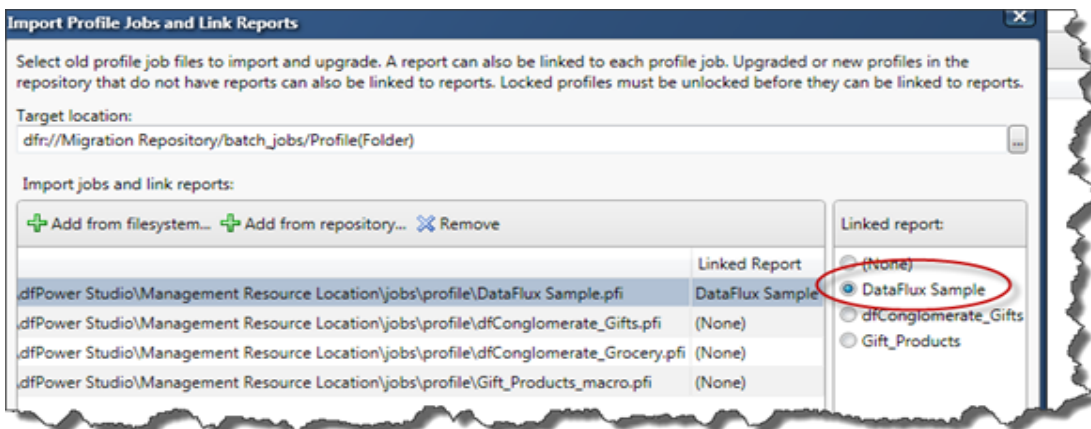 Import Profile Jobs and Link Reports
Select old profile job files to import and upgrade. A report can also be linked to each profile job. Upgraded or new profiles in the
repository that do not have reports can also be linked to reports. Locked profiles must be unlocked before they can be linked to reports.
Target location:
dfr://Migration Repository/batch_jobs/Profile(Folder)
...
Import jobs and link reports:
Add from filesystem... Add from repository... Remove
Linked Report
\dfPower Studio\Management Resource Location\jobs\profile\DataFlux Sample.pfi DataFlux Sample
\dfPower Studio\Management Resource Location\jobs\profile\dfConglomerate_Gifts.pfi (None)
\dfPower Studio\Management Resource Location\jobs\profile\dfConglomerate_Grocery.pfi (None)
\dfPower Studio\Management Resource Location\jobs\profile\Gift_Products_macro.pfi (None)
Linked report:
(None)
DataFlux Sample
dfConglomerate_Gifts
Gift_Products